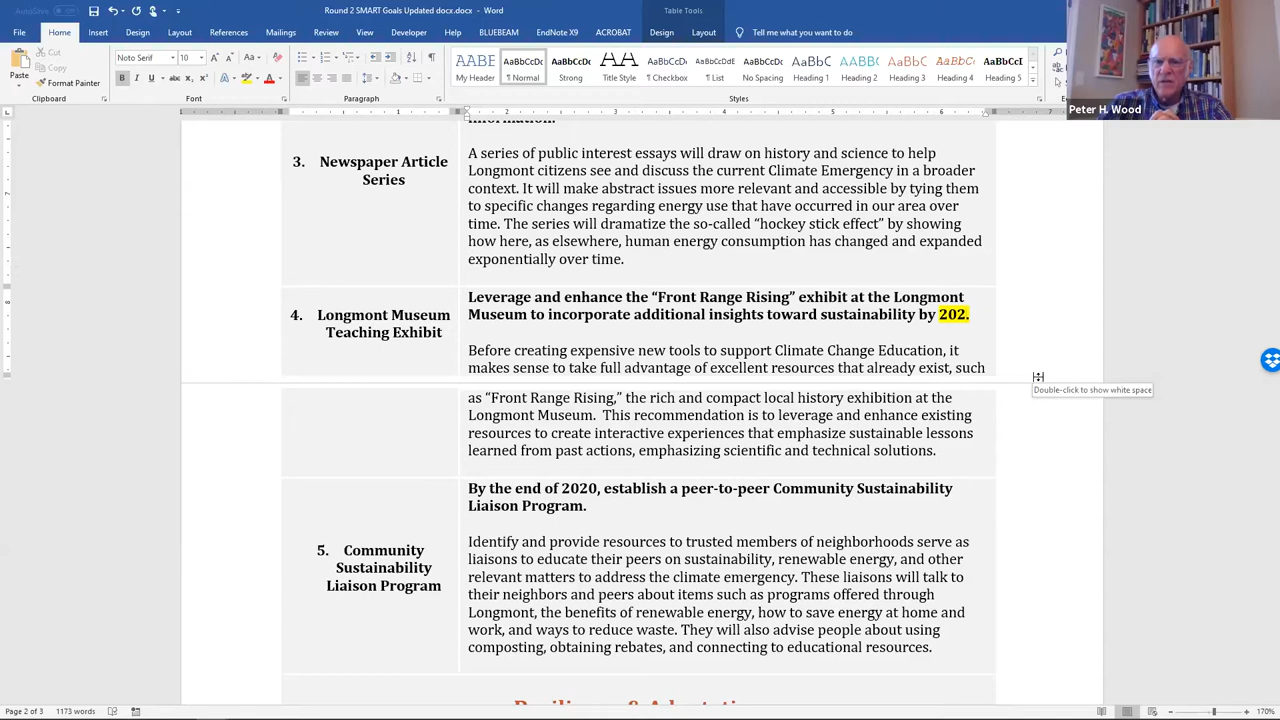 AutoSave
Round 2 SMART Goals Updated docx.docx - Word
Table Tools
File Home Insert Design Layout References Mailings Review View Developer Help BLUEBEAM EndNote X9 ACROBAT Design Layout Tell me what you want to do
Paste
Cut
Copy
Format Painter
Clipboard
Noto Serif 10
B I U
Font
Paragraph
AABE AaBbCcDc AaBbCcDc AaBbCcDc AaBbCcDc AaBbCcDc AaBbC AaBbCc AaBbCc AaBbCc AaBbCcI
My Header ¶ Normal Strong Title Style ¶ Checkbox ¶ List No Spacing Heading 1 Heading 2 Heading 3 Heading 4 Heading 5
Styles
Peter H. Wood
information.
3. Newspaper Article
Series
A series of public interest essays will draw on history and science to help
Longmont citizens see and discuss the current Climate Emergency in a broader
context. It will make abstract issues more relevant and accessible by tying them
to specific changes regarding energy use that have occurred in our area over
time. The series will dramatize the so-called “hockey stick effect” by showing
how here, as elsewhere, human energy consumption has changed and expanded
exponentially over time.
4. Longmont Museum
Teaching Exhibit
Leverage and enhance the “Front Range Rising” exhibit at the Longmont
Museum to incorporate additional insights toward sustainability by 202.
Before creating expensive new tools to support Climate Change Education, it
makes sense to take full advantage of excellent resources that already exist, such
Double-click to show white space
as “Front Range Rising,” the rich and compact local history exhibition at the
Longmont Museum. This recommendation is to leverage and enhance existing
resources to create interactive experiences that emphasize sustainable lessons
learned from past actions, emphasizing scientific and technical solutions.
5. Community
Sustainability
Liaison Program
By the end of 2020, establish a peer-to-peer Community Sustainability
Liaison Program.
Identify and provide resources to trusted members of neighborhoods serve as
liaisons to educate their peers on sustainability, renewable energy, and other
relevant matters to address the climate emergency. These liaisons will talk to
their neighbors and peers about items such as programs offered through
Longmont, the benefits of renewable energy, how to save energy at home and
work, and ways to reduce waste. They will also advise people about using
composting, obtaining rebates, and connecting to educational resources.
Resilience & Adaptation
Page 2 of 3 1173 words 170%